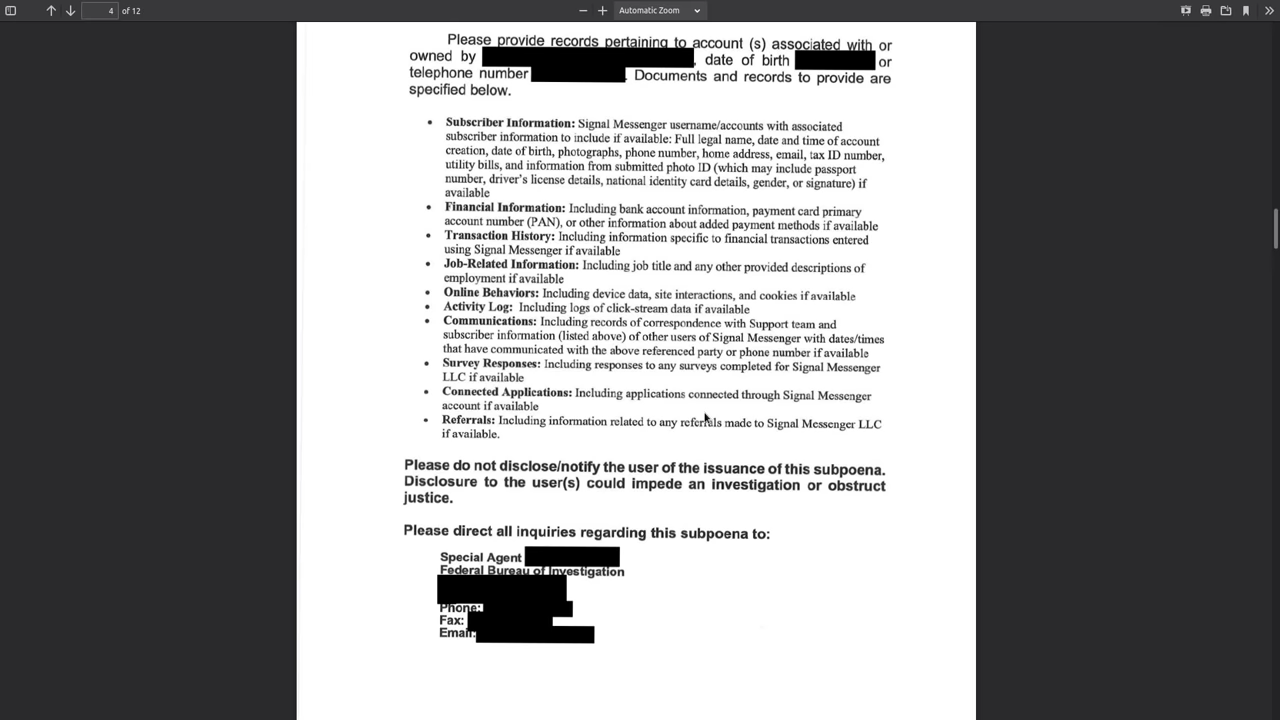 4 of 12
Automatic Zoom
Please provide records pertaining to account (s) associated with or
owned by , date of birth or
telephone number . Documents and records to provide are
specified below.
• Subscriber Information: Signal Messenger username/accounts with associated
subscriber information to include if available: Full legal name, date and time of account
creation, date of birth, photographs, phone number, home address, email, tax ID number,
utility bills, and information from submitted photo ID (which may include passport
number, driver's license details, national identity card details, gender, or signature) if
available
• Financial Information: Including bank account information, payment card primary
account number (PAN), or other information about added payment methods if available
• Transaction History: Including information specific to financial transactions entered
using Signal Messenger if available
• Job-Related Information: Including job title and any other provided descriptions of
employment if available
• Online Behaviors: Including device data, site interactions, and cookies if available
• Activity Log: Including logs of click-stream data if available
• Communications: Including records of correspondence with Support team and
subscriber information (listed above) of other users of Signal Messenger with dates/times
that have communicated with the above referenced party or phone number if available
• Survey Responses: Including responses to any surveys completed for Signal Messenger
LLC if available
• Connected Applications: Including applications connected through Signal Messenger
account if available
• Referrals: Including information related to any referrals made to Signal Messenger LLC
if available.
Please do not disclose/notify the user of the issuance of this subpoena.
Disclosure to the user(s) could impede an investigation or obstruct
justice.
Please direct all inquiries regarding this subpoena to:
Special Agent
Federal Bureau of Investigation
Phone:
Fax:
Email: